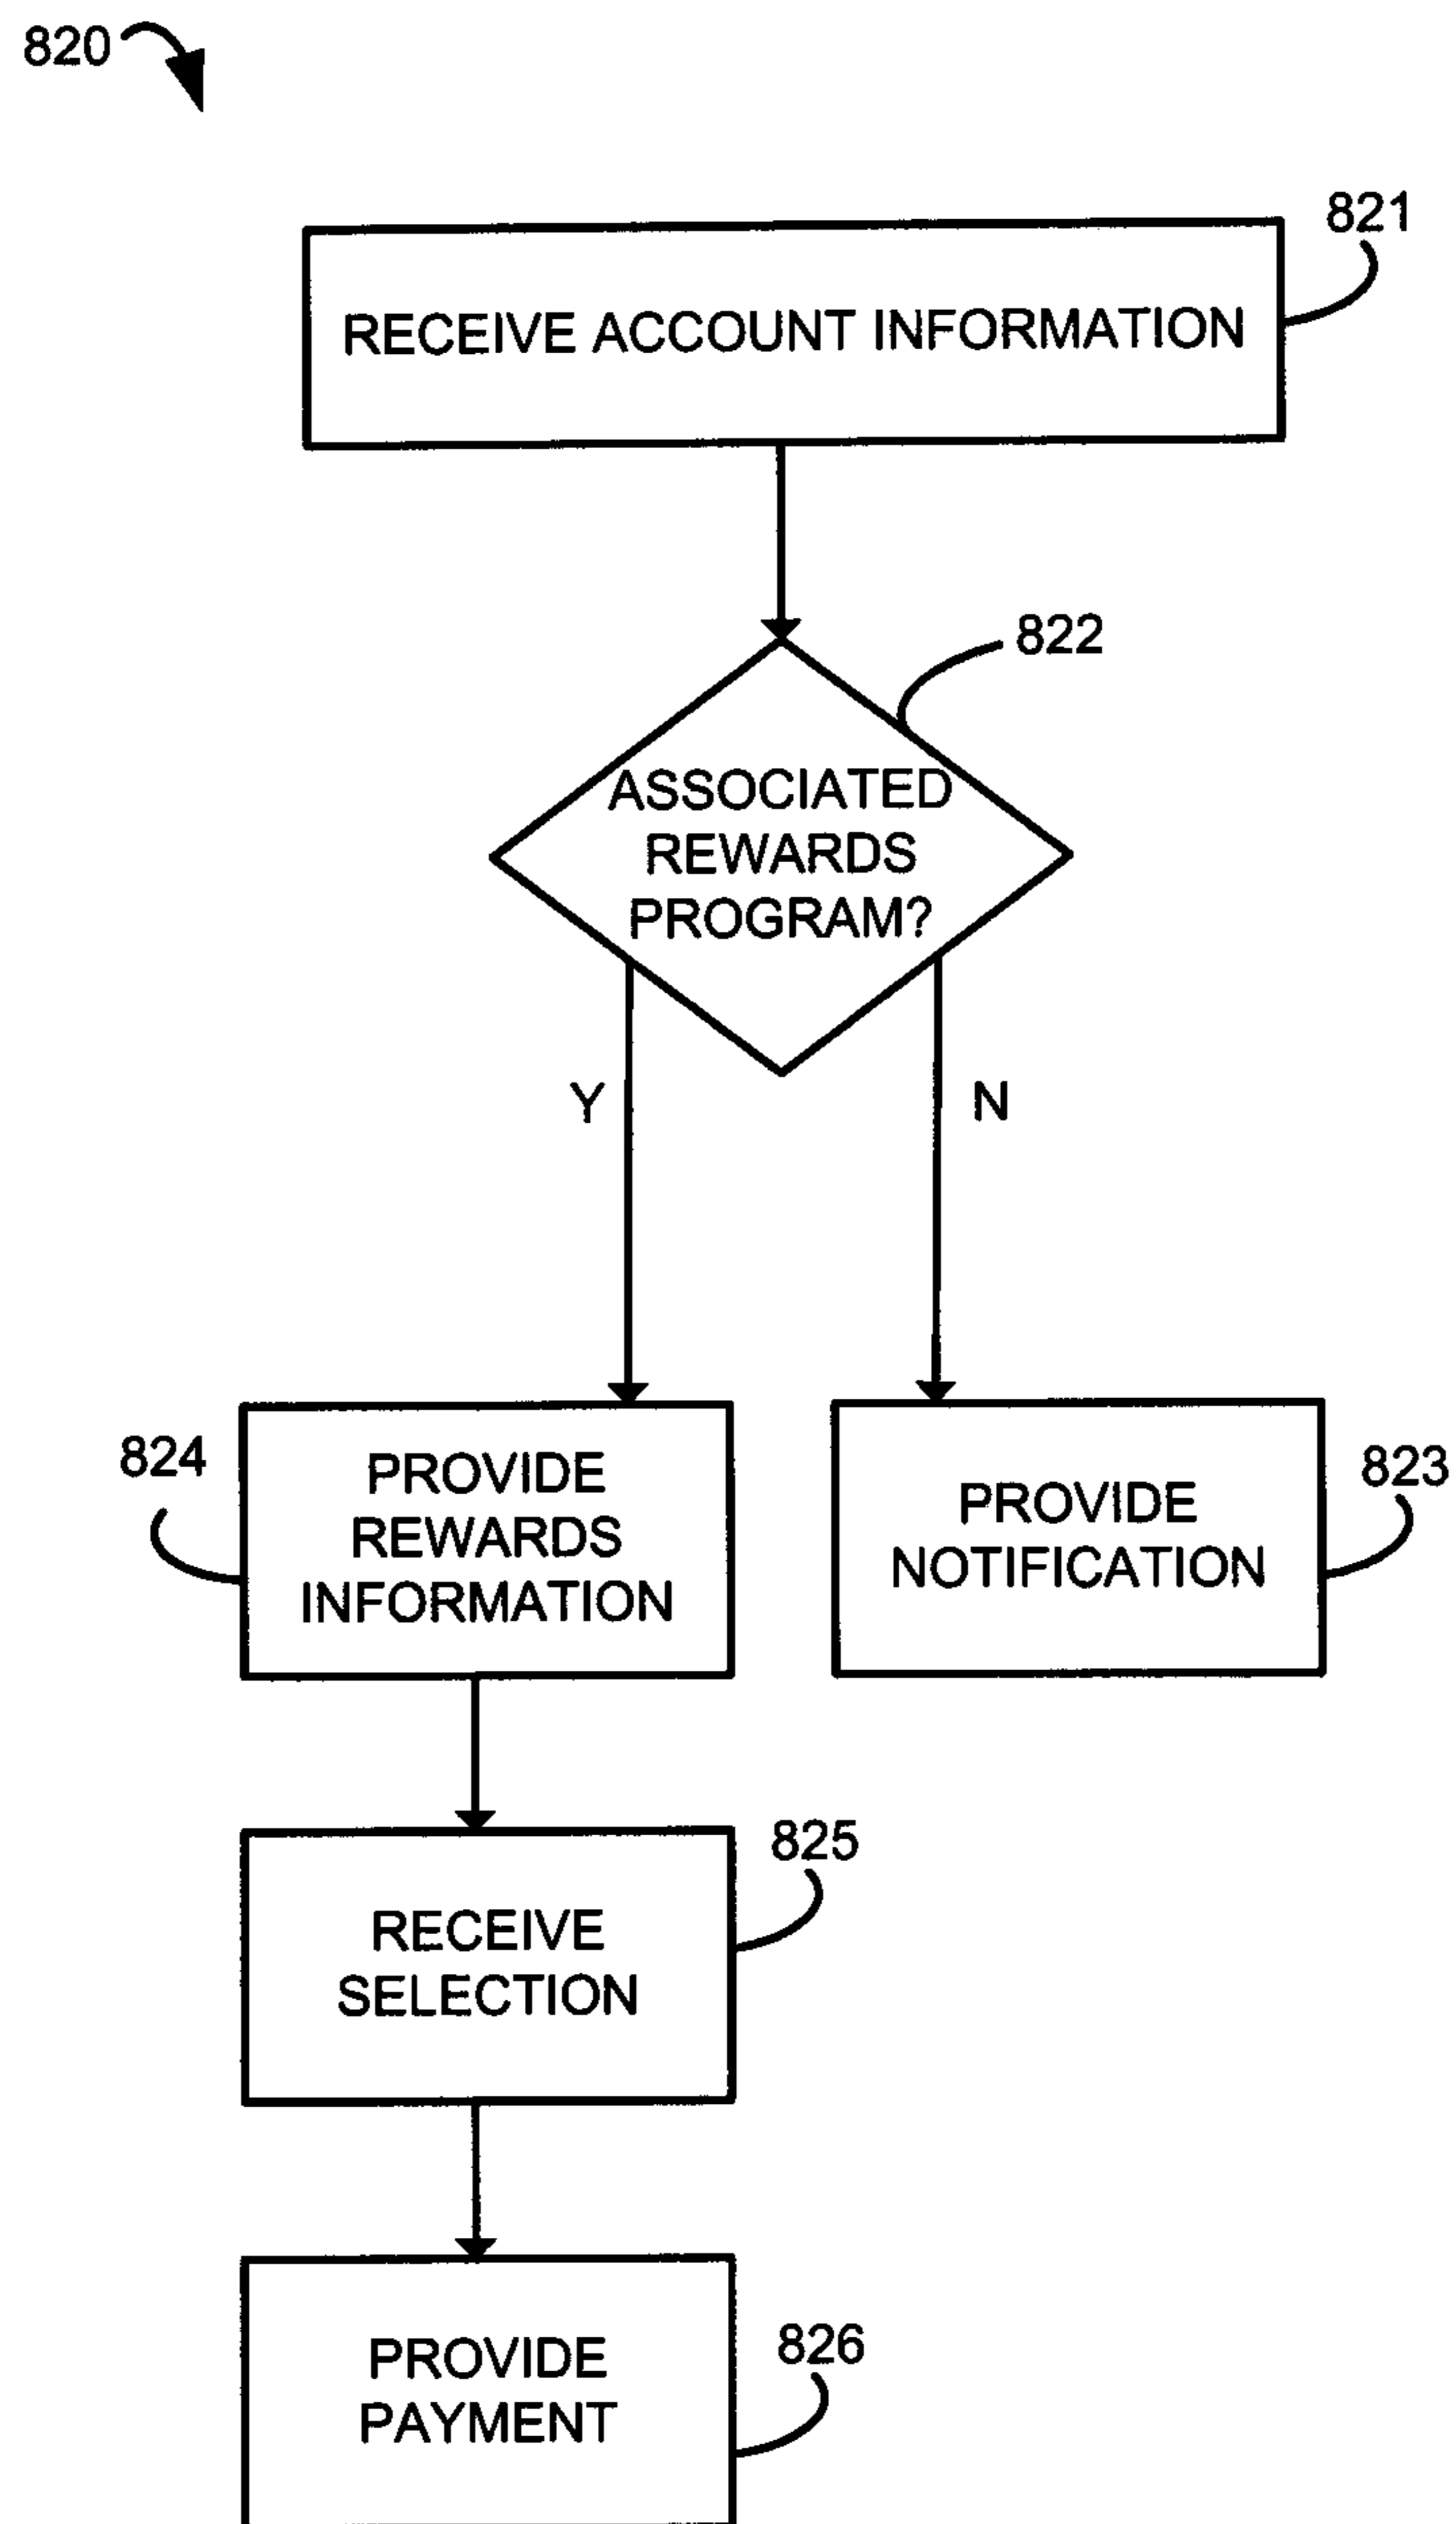 820
821
RECEIVE ACCOUNT INFORMATION
822
ASSOCIATED
REWARDS
PROGRAM?
Y
N
824
PROVIDE
REWARDS
INFORMATION
823
PROVIDE
NOTIFICATION
825
RECEIVE
SELECTION
826
PROVIDE
PAYMENT